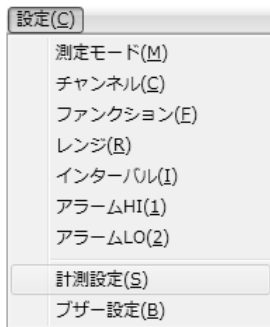 設定(C)
測定モード(M)
チャンネル(C)
ファンクション(F)
レンジ(R)
インターバル(I)
アラームHI(1)
アラームLO(2)
計測設定(S)
ブザー設定(B)